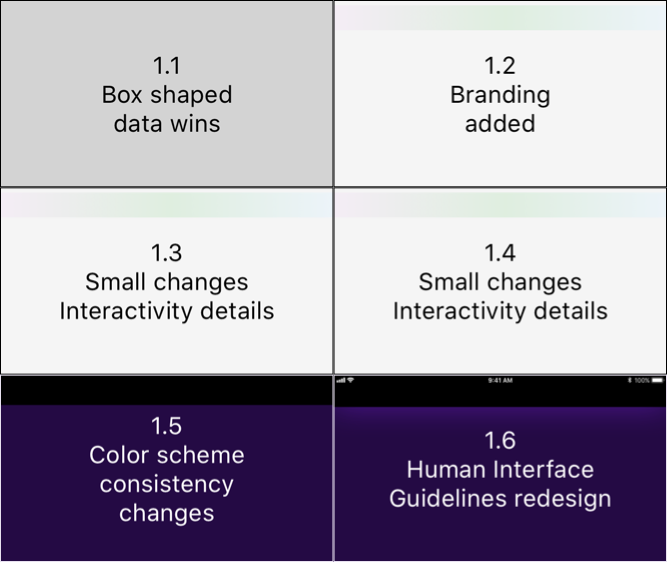 1.1
Box shaped
data wins
1.2
Branding
added
1.3
Small changes
Interactivity details
1.4
Small changes
Interactivity details
1.5
Color scheme
consistency
changes
9:41 AM
100%
1.6
Human Interface
Guidelines redesign